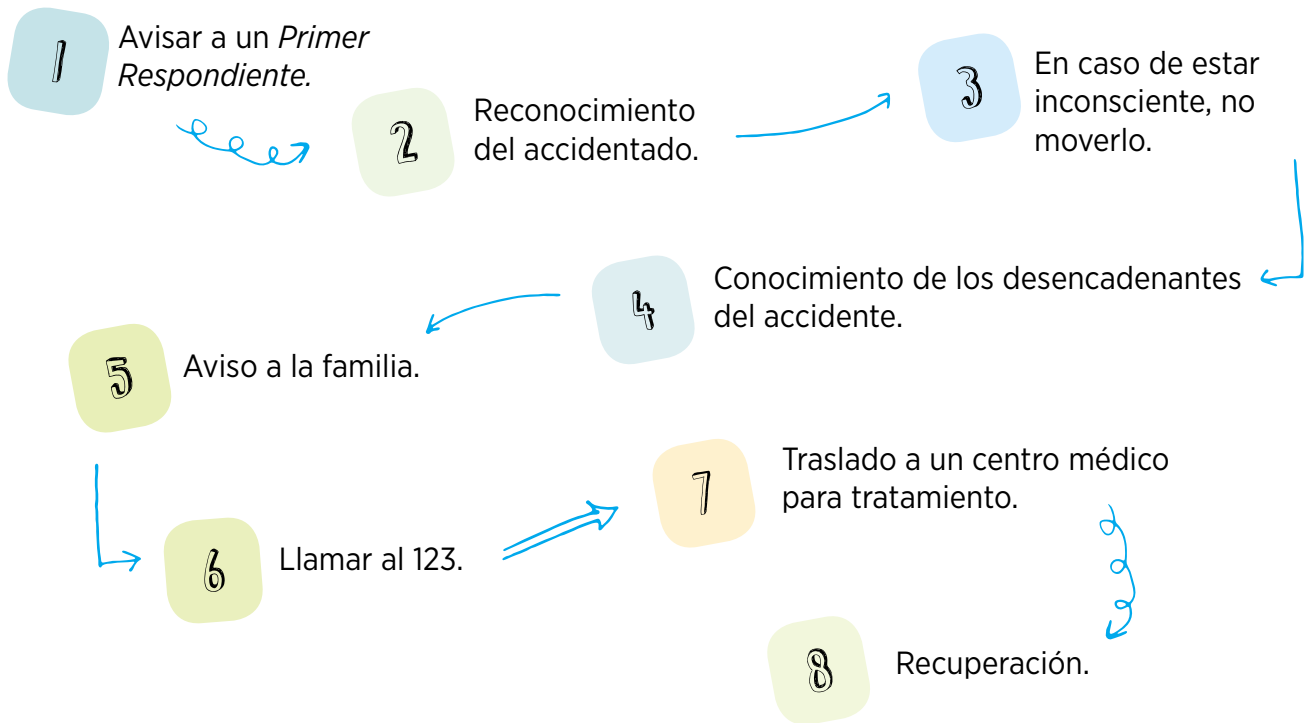 1
Avisar a un Primer
Respondiente.
2
Reconocimiento
del accidentado.
3
En caso de estar
inconsciente, no
moverlo.
4
Conocimiento de los desencadenantes
del accidente.
5
Aviso a la familia.
6
Llamar al 123.
7
Traslado a un centro médico
para tratamiento.
8
Recuperación.